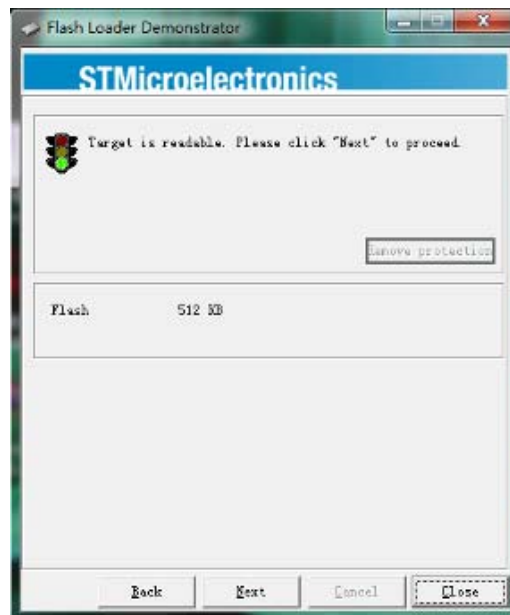 Flash Loader Demonstrator
STMicroelectronics
Target is readable. Please click "Next" to proceed.
Remove protection
Flash 512 KB
Back Next Cancel Close